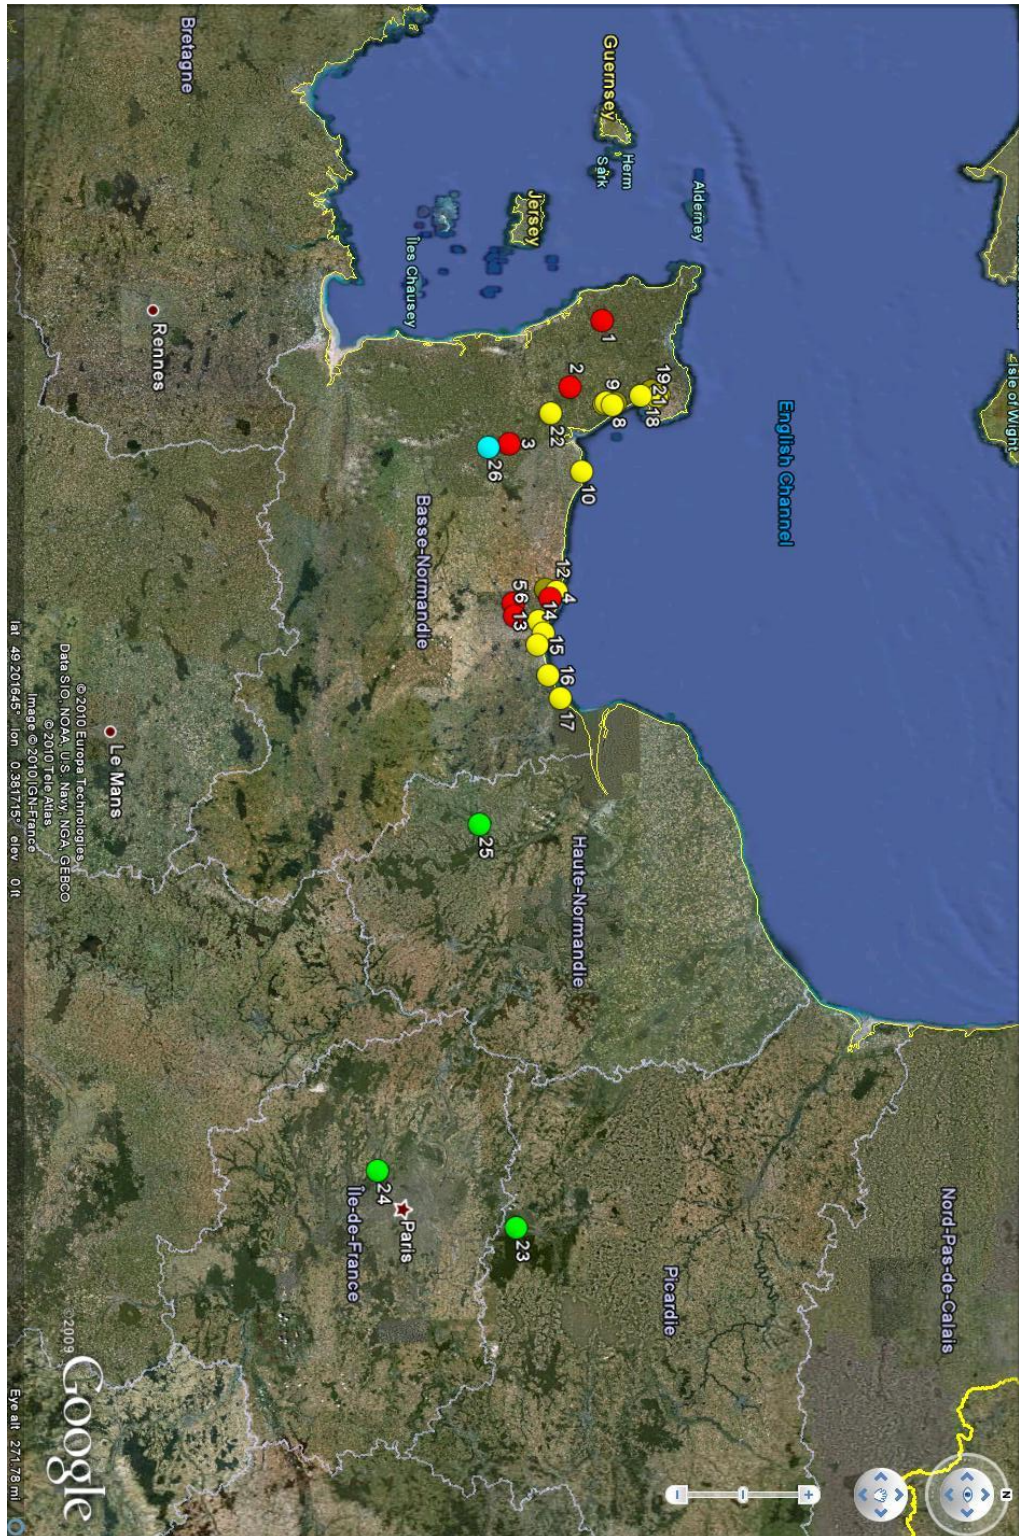 Isle of Wight
English Channel
Alderney
Guernsey
Herm
Sark
Jersey
Îles Chausey
Bretagne
Rennes
Le Mans
Basse-Normandie
Haute-Normandie
Nord-Pas-de-Calais
Picardie
Île-de-France
Paris
1
2
3
26
22
9
8
1921
18
10
12
4
56
13
14
15
16
17
25
24
23
N
© 2010 Europa Technologies
Data SIO, NOAA, U.S. Navy, NGA, GEBCO
© 2010 Tele Atlas
Image © 2010 IGN-France
©2009 Google
lat 49.201645° lon 0.381715° elev 0 ft
Eye alt 271.78 mi